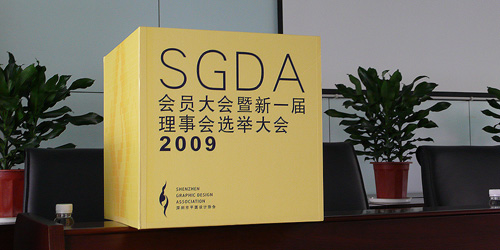 SGDA
会员大会暨新一届
理事会选举大会
2009
SHENZHEN
GRAPHIC DESIGN
ASSOCIATION
深圳市平面设计协会